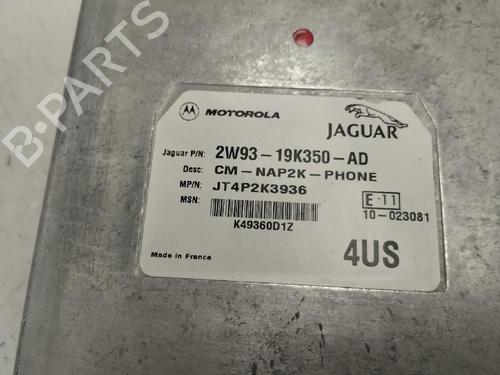 MOTOROLA
JAGUAR
Jaguar P/N: 2W93-19K350-AD
Desc: CM-NAP2K-PHONE
MP/N: JT4P2K3936
MSN:
K49360D1Z
E-11
10-023081
Made in France
4US
B-PARTS